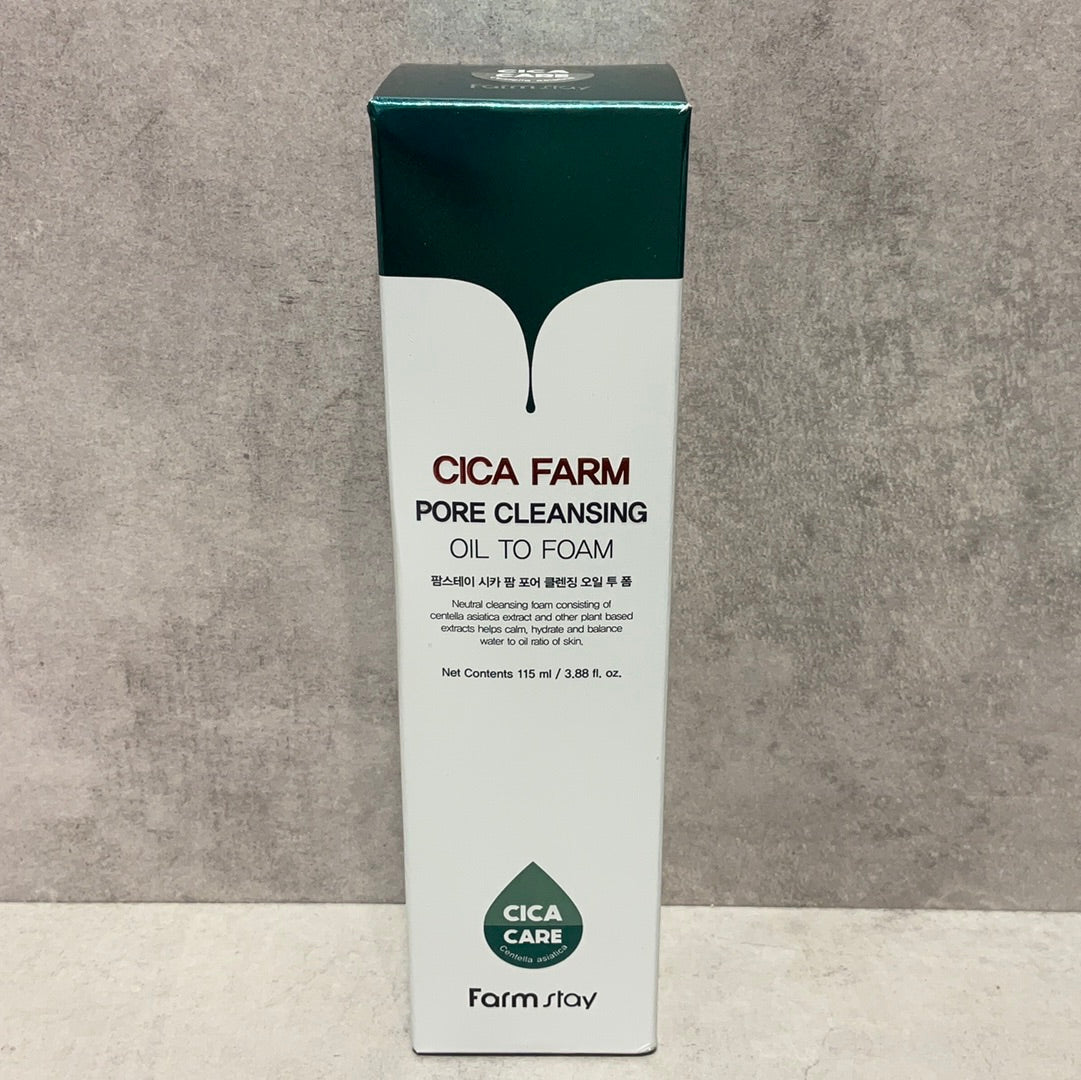 CICA
CARE
Farm stay
CICA FARM
PORE CLEANSING
OIL TO FOAM
팜스테이 시카 팜 포어 클렌징 오일 투 폼
Neutral cleansing foam consisting of
centella asiatica extract and other plant based
extracts helps calm, hydrate and balance
water to oil ratio of skin.
Net Contents 115 ml / 3.88 fl. oz.
CICA
CARE
Centella asiatica
Farm stay